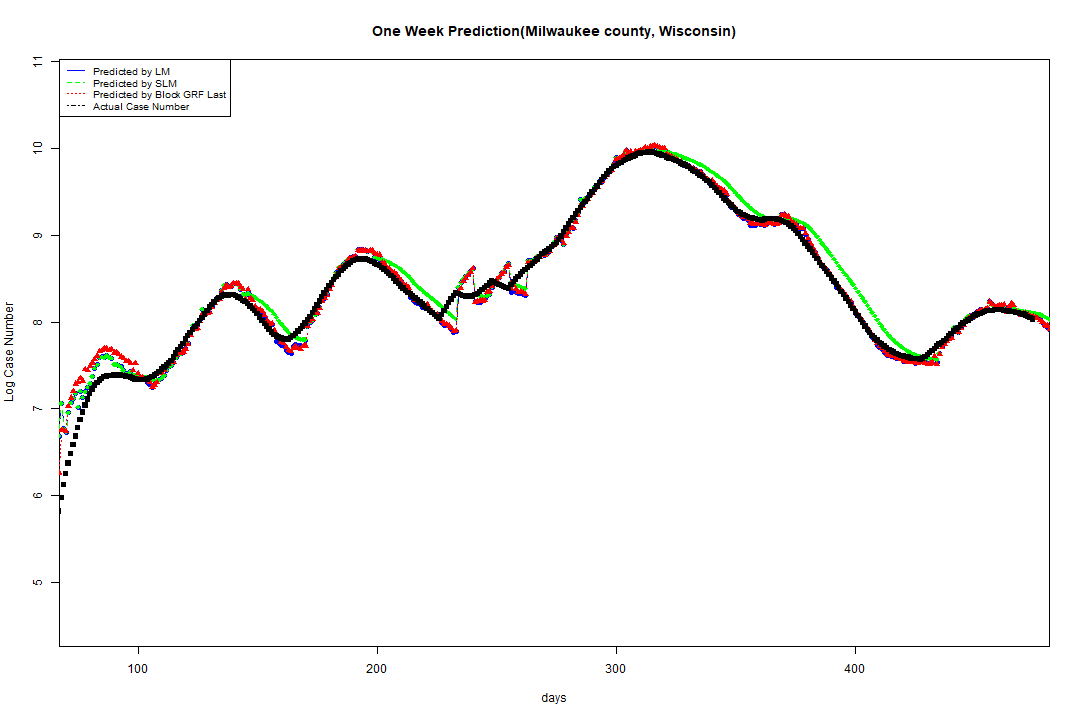 One Week Prediction(Milwaukee county, Wisconsin)
Predicted by LM
Predicted by SLM
Predicted by Block GRF Last
Actual Case Number
11
10
9
8
7
6
5
Log Case Number
100
200
300
400
days